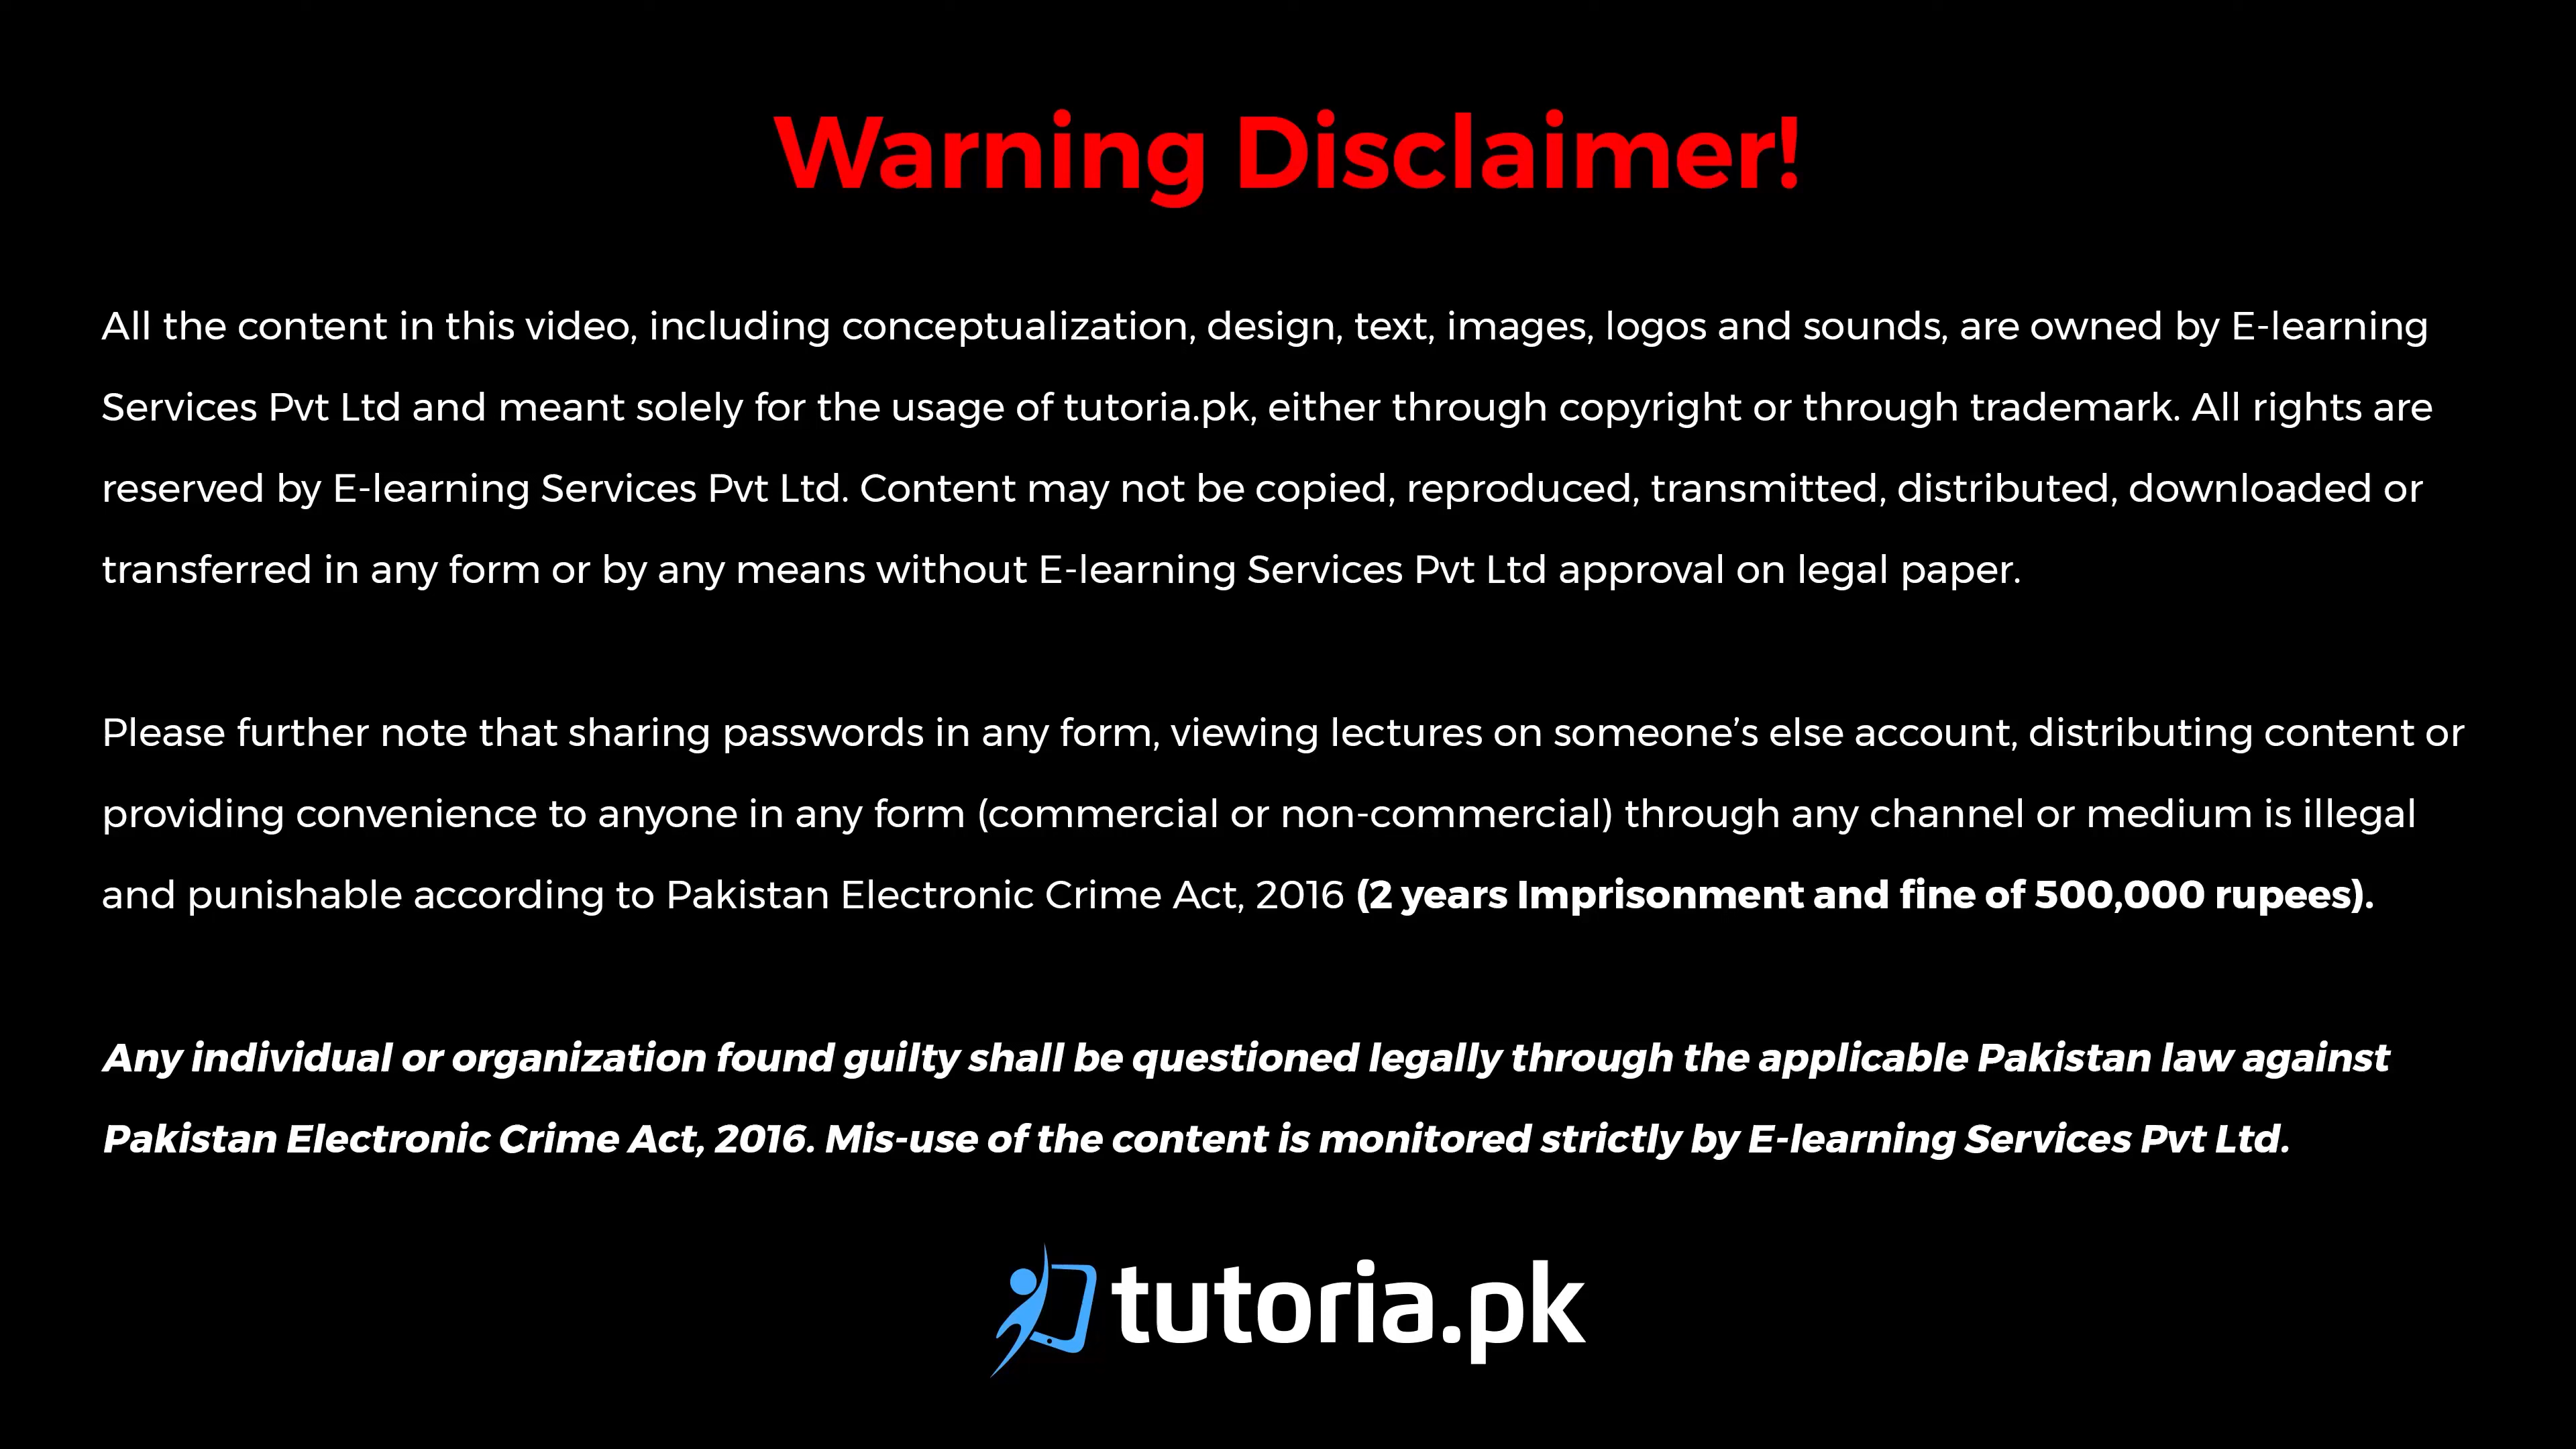 Warning Disclaimer!
All the content in this video, including conceptualization, design, text, images, logos and sounds, are owned by E-learning
Services Pvt Ltd and meant solely for the usage of tutoria.pk, either through copyright or through trademark. All rights are
reserved by E-learning Services Pvt Ltd. Content may not be copied, reproduced, transmitted, distributed, downloaded or
transferred in any form or by any means without E-learning Services Pvt Ltd approval on legal paper.
Please further note that sharing passwords in any form, viewing lectures on someone’s else account, distributing content or
providing convenience to anyone in any form (commercial or non-commercial) through any channel or medium is illegal
and punishable according to Pakistan Electronic Crime Act, 2016 (2 years Imprisonment and fine of 500,000 rupees).
Any individual or organization found guilty shall be questioned legally through the applicable Pakistan law against
Pakistan Electronic Crime Act, 2016. Mis-use of the content is monitored strictly by E-learning Services Pvt Ltd.
tutoria.pk